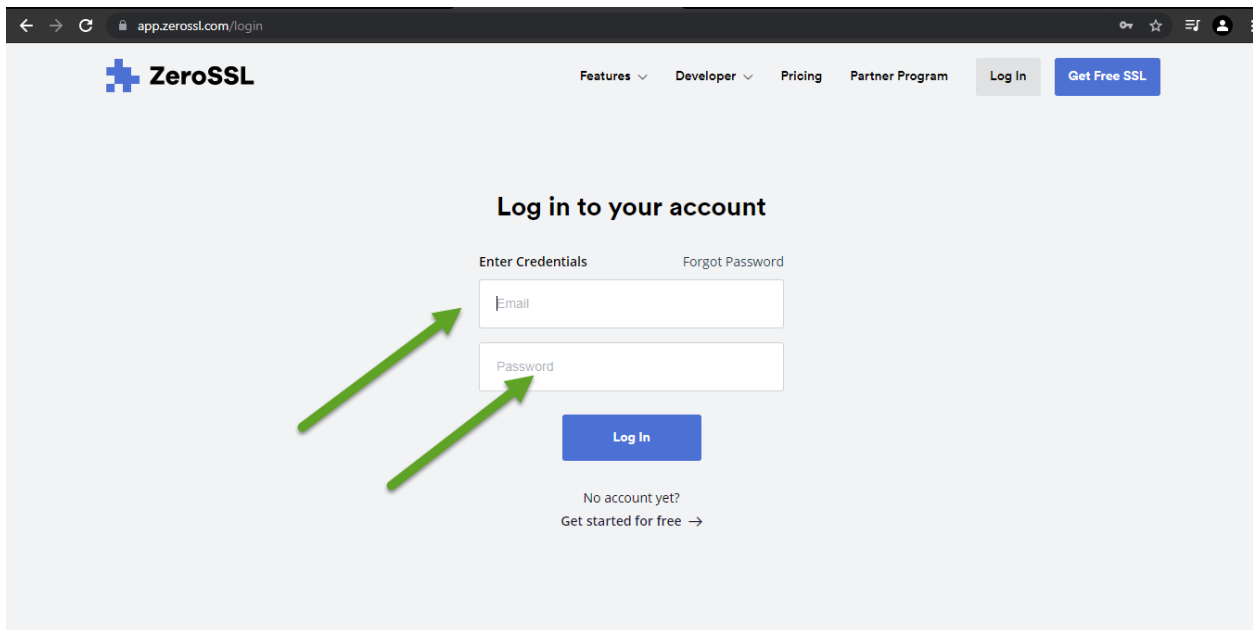 app.zerossl.com/login
ZeroSSL Features Developer Pricing Partner Program Log In Get Free SSL
Log in to your account
Enter Credentials Forgot Password
Email
Password
Log In
No account yet?
Get started for free →